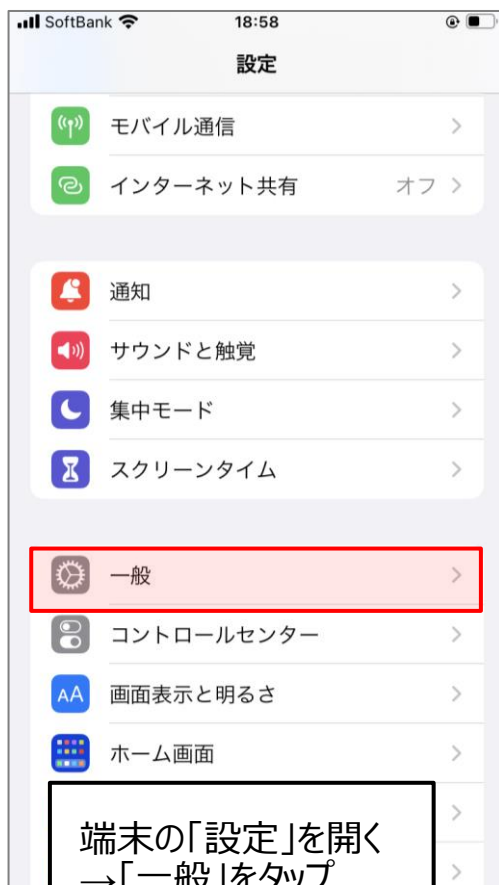 SoftBank 18:58
設定
モバイル通信
インターネット共有 オフ
通知
サウンドと触覚
集中モード
スクリーンタイム
一般
コントロールセンター
AA 画面表示と明るさ
ホーム画面
端末の「設定」を開く
→「一般」をタップ